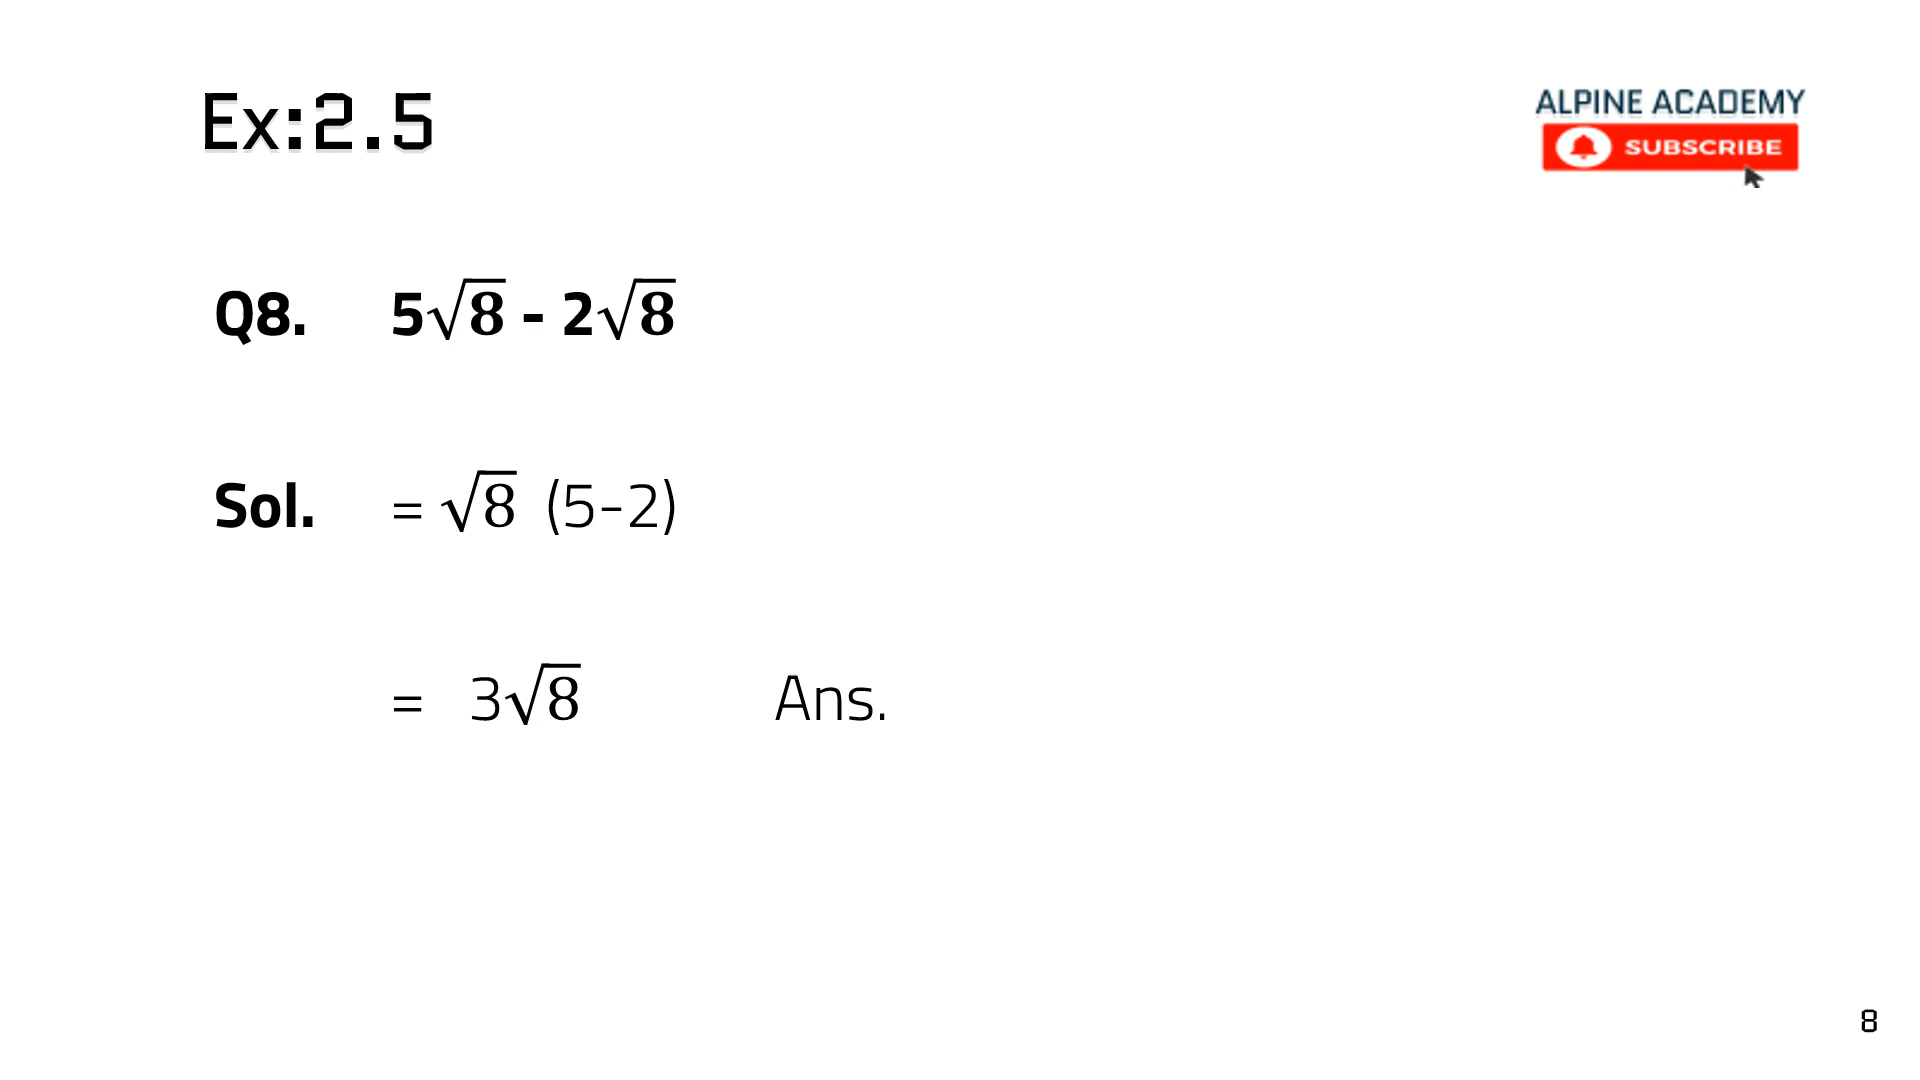 Ex:2.5
ALPINE ACADEMY
SUBSCRIBE
Q8. 5√8 - 2√8
Sol. = √8 (5-2)
= 3√8 Ans.
8